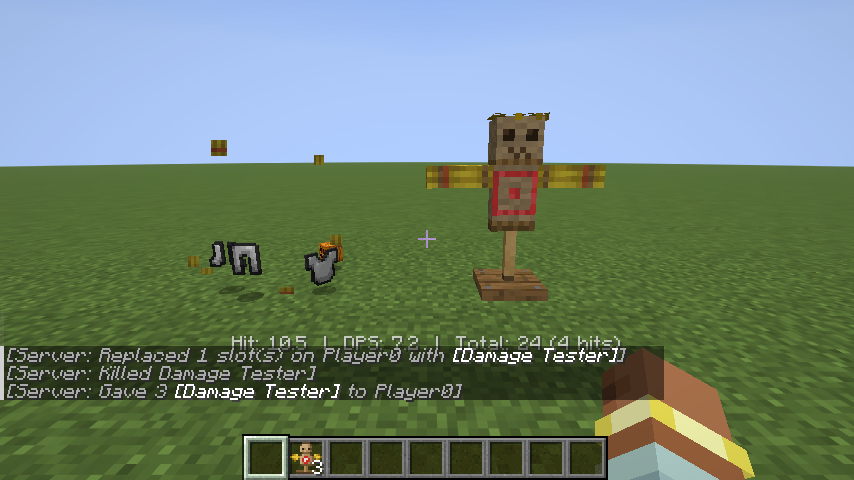 Hit: 10.5 | DPS: 7.2 | Total: 24 (4 hits)
[Server: Replaced 1 slot(s) on Player0 with [Damage Tester]]
[Server: Killed Damage Tester]
[Server: Gave 3 [Damage Tester] to Player0]
3